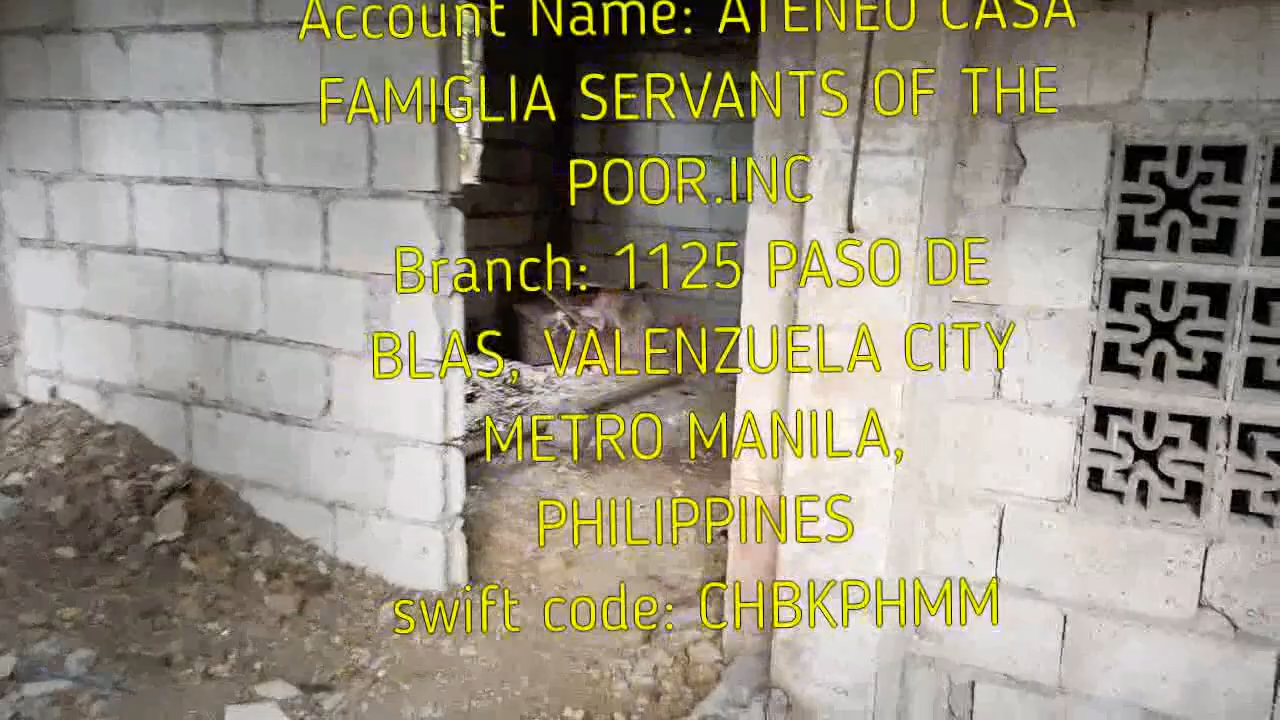 Account Name: ATENEO CASA
FAMIGLIA SERVANTS OF THE
POOR.INC
Branch: 1125 PASO DE
BLAS, VALENZUELA CITY
METRO MANILA,
PHILIPPINES
swift code: CHBKPHMM